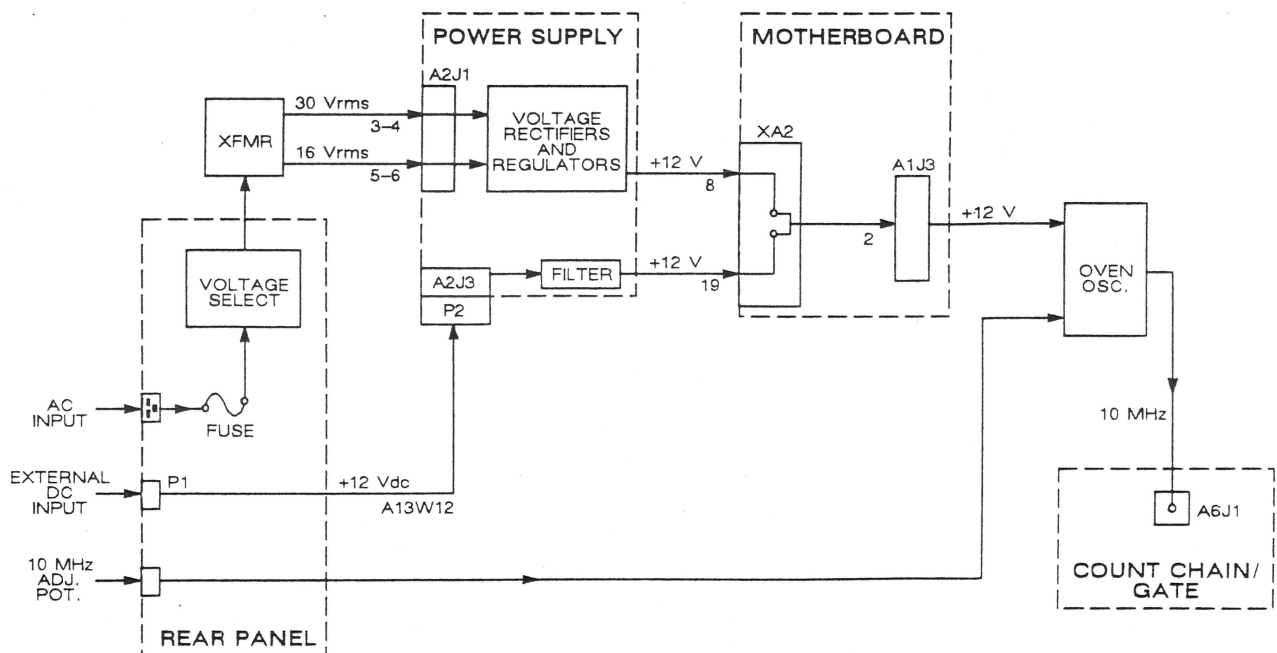 POWER SUPPLY
MOTHERBOARD
A2J1
30 Vrms
3-4
XFMR
16 Vrms
5-6
VOLTAGE
RECTIFIERS
AND
REGULATORS
+12 V
8
XA2
A1J3
2
+12 V
A2J3
P2
FILTER
+12 V
19
OVEN
OSC.
VOLTAGE
SELECT
AC
INPUT
FUSE
10 MHz
EXTERNAL
DC
INPUT
P1
+12 Vdc
A13W12
A6J1
10 MHz
ADJ.
POT.
COUNT CHAIN/
GATE
REAR PANEL